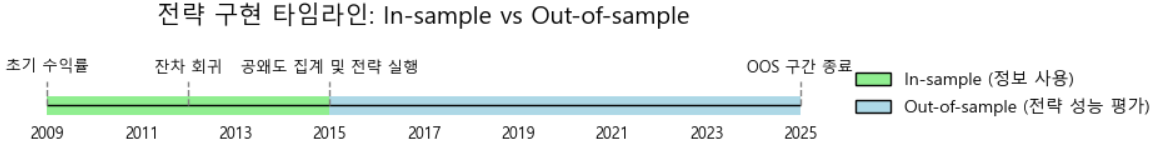 전략 구현 타임라인: In-sample vs Out-of-sample
초기 수익률 잔차 회귀 공왜도 집계 및 전략 실행 OOS 구간 종료
In-sample (정보 사용)
Out-of-sample (전략 성능 평가)
2009 2011 2013 2015 2017 2019 2021 2023 2025